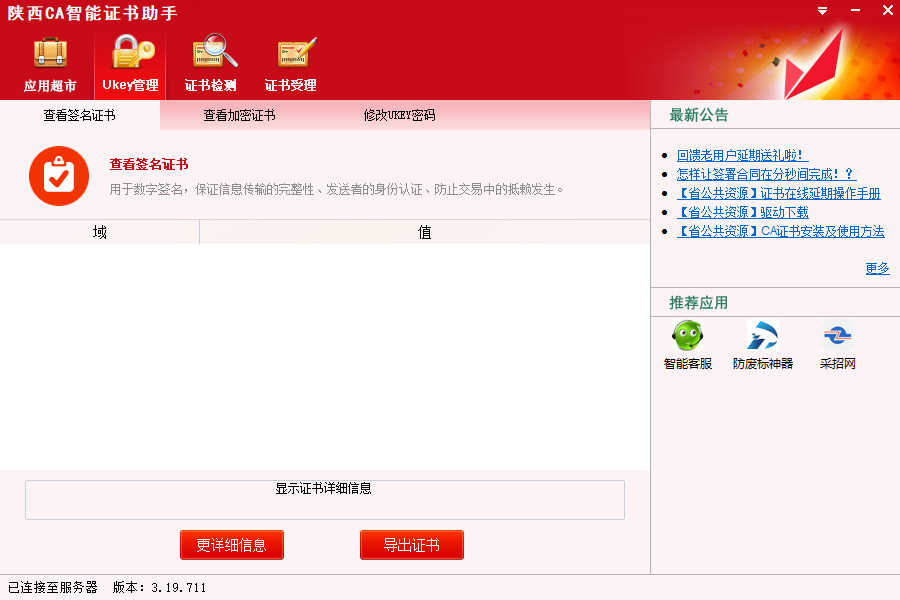 陕西CA智能证书助手
应用超市
Ukey管理
证书检测
证书受理
查看签名证书
查看加密证书
修改UKEY密码
查看签名证书
用于数字签名，保证信息传输的完整性、发送者的身份认证、防止交易中的抵赖发生。
域
值
显示证书详细信息
更详细信息
导出证书
最新公告
回馈老用户延期送礼啦！
怎样让签署合同在分秒间完成！？
【省公共资源】证书在线延期操作手册
【省公共资源】驱动下载
【省公共资源】CA证书安装及使用方法
更多
推荐应用
智能客服
防废标神器
采招网
已连接至服务器 版本：3.19.711